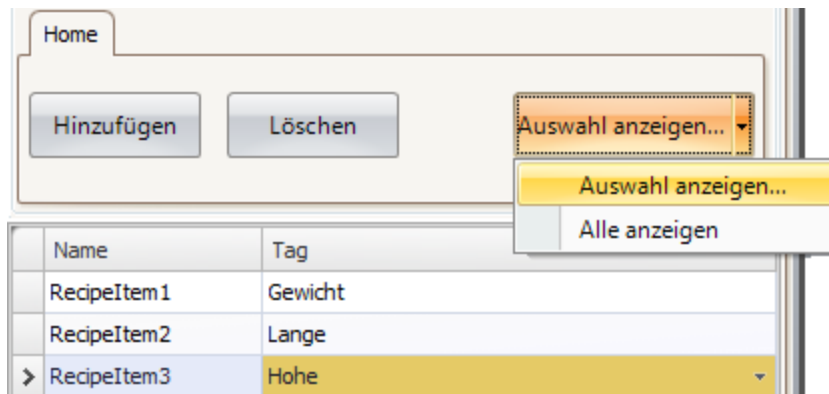 Home
Hinzufügen Löschen Auswahl anzeigen...
Auswahl anzeigen...
Alle anzeigen
Name Tag
RecipeItem1 Gewicht
RecipeItem2 Lange
RecipeItem3 Hohe